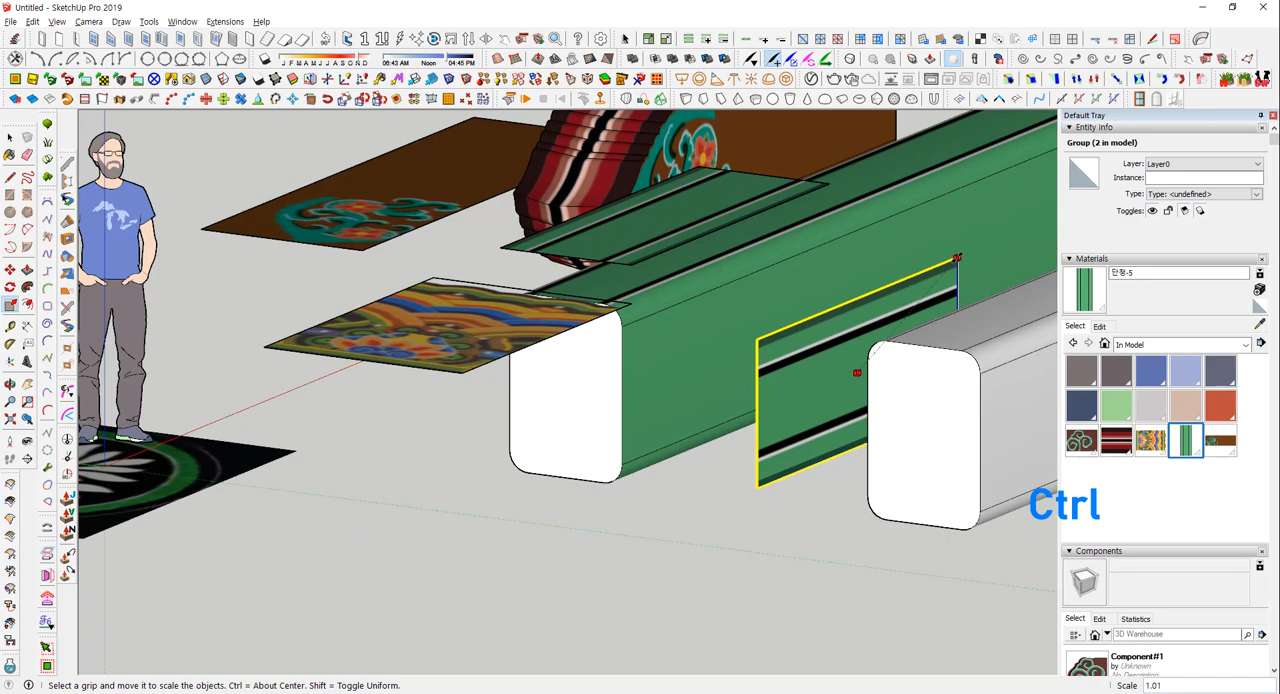 Untitled - SketchUp Pro 2019
File Edit View Camera Draw Tools Window Extensions Help
J F M A M J J A S O N D
06:43 AM Noon 04:45 PM
Default Tray
Entity Info
Group (2 in model)
Layer: Layer0
Instance:
Type: Type: <undefined>
Toggles:
Materials
단청-5
Select Edit
In Model
Ctrl
Components
Select Edit Statistics
3D Warehouse
Component#1
by Unknown
No Description
Select a grip and move it to scale the objects. Ctrl = About Center. Shift = Toggle Uniform.
Scale 1.01